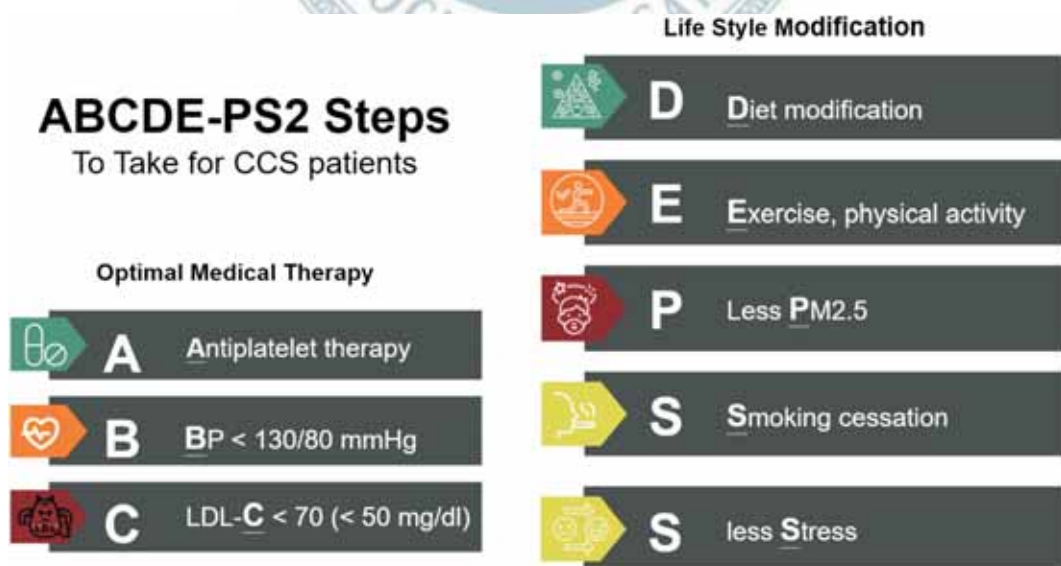 ABCDE-PS2 Steps
To Take for CCS patients
Optimal Medical Therapy
A Antiplatelet therapy
B BP < 130/80 mmHg
C LDL-C < 70 (< 50 mg/dl)
Life Style Modification
D Diet modification
E Exercise, physical activity
P Less PM2.5
S Smoking cessation
S less Stress